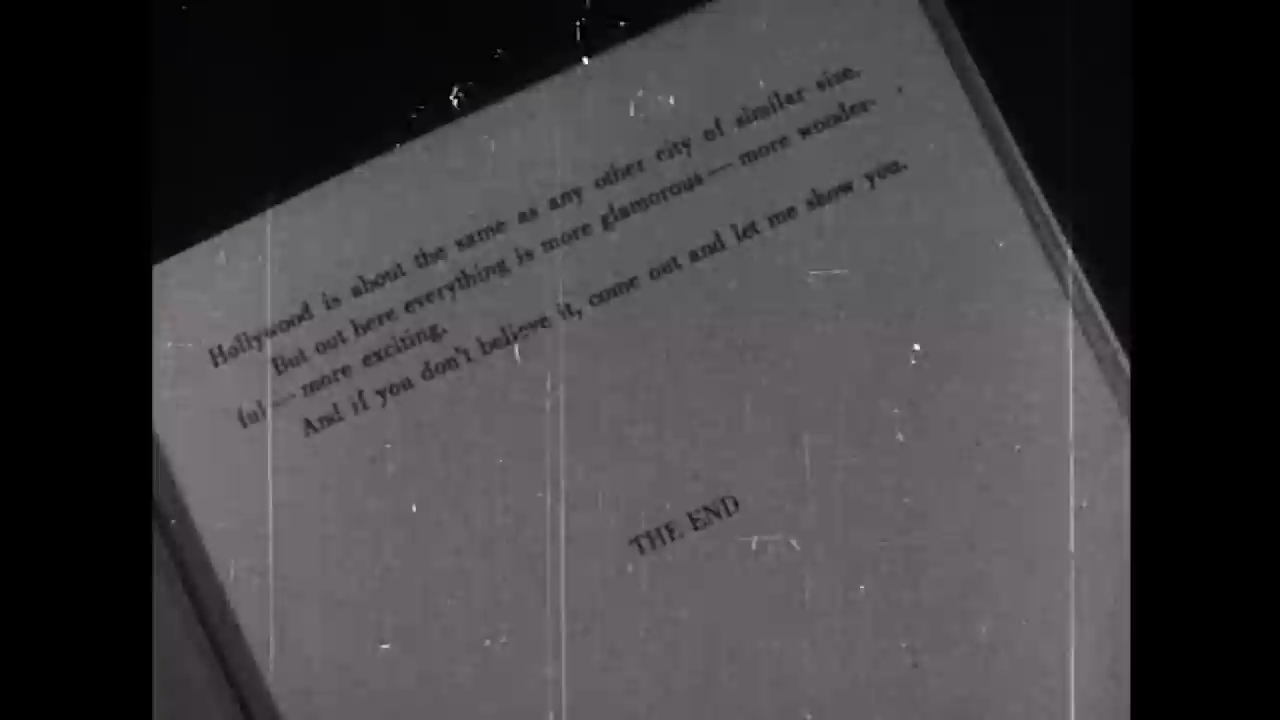 Hollywood is about the same as any other city of similar size.
But out here everything is more glamorous — more wonder-
ful — more exciting.
And if you don't believe it, come out and let me show you.
THE END